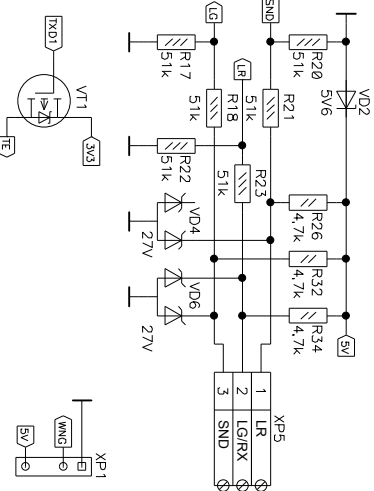 LG
SND
TXD1
R17
51k
LR
R20
51k
VD2
5V6
VT1
R18
51k
R21
51k
3V3
TE
R22
51k
R23
51k
VD4
27V
R26
4,7k
VD6
27V
R32
4,7k
R34
4,7k
5V
XP5
1 LR
2 LG/RX
3 SND
XP1
WNG
5V